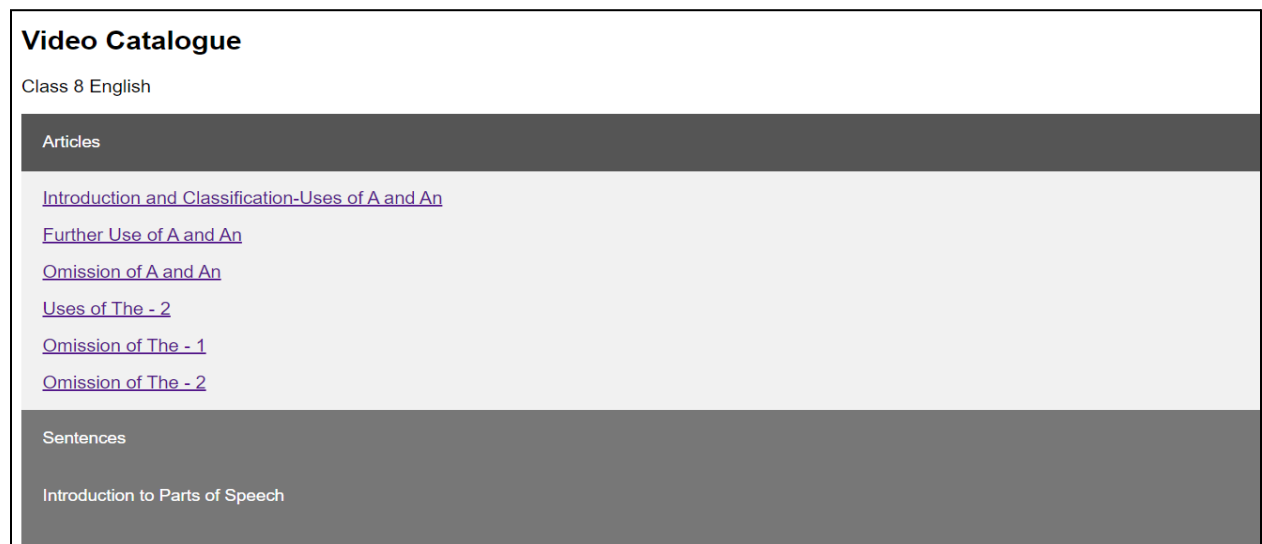 Video Catalogue
Class 8 English
Articles
Introduction and Classification-Uses of A and An
Further Use of A and An
Omission of A and An
Uses of The - 2
Omission of The - 1
Omission of The - 2
Sentences
Introduction to Parts of Speech